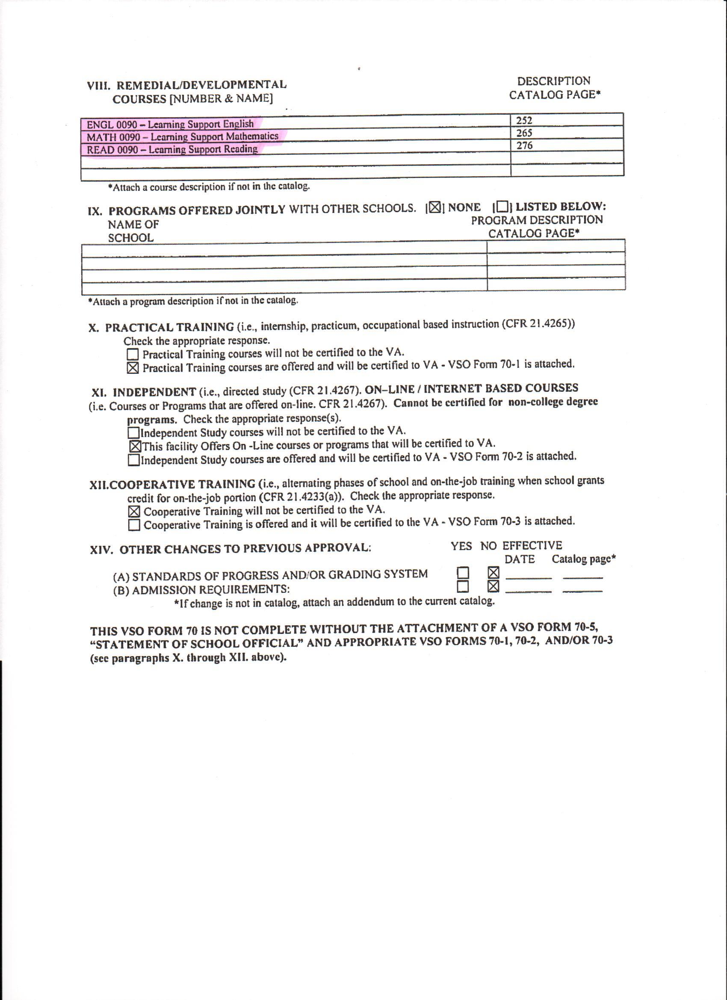 VIII. REMEDIAL/DEVELOPMENTAL
COURSES [NUMBER & NAME]
DESCRIPTION
CATALOG PAGE*
ENGL 0090 – Learning Support English 252
MATH 0090 – Learning Support Mathematics 265
READ 0090 – Learning Support Reading 276
*Attach a course description if not in the catalog.
IX. PROGRAMS OFFERED JOINTLY WITH OTHER SCHOOLS. [☒] NONE [☐] LISTED BELOW:
NAME OF
SCHOOL
PROGRAM DESCRIPTION
CATALOG PAGE*
*Attach a program description if not in the catalog.
X. PRACTICAL TRAINING (i.e., internship, practicum, occupational based instruction (CFR 21.4265))
Check the appropriate response.
☐ Practical Training courses will not be certified to the VA.
☒ Practical Training courses are offered and will be certified to VA - VSO Form 70-1 is attached.
XI. INDEPENDENT (i.e., directed study (CFR 21.4267). ON–LINE / INTERNET BASED COURSES
(i.e. Courses or Programs that are offered on-line. CFR 21.4267). Cannot be certified for non-college degree
programs. Check the appropriate response(s).
☐Independent Study courses will not be certified to the VA.
☒This facility Offers On -Line courses or programs that will be certified to VA.
☐Independent Study courses are offered and will be certified to VA - VSO Form 70-2 is attached.
XII.COOPERATIVE TRAINING (i.e., alternating phases of school and on-the-job training when school grants
credit for on-the-job portion (CFR 21.4233(a)). Check the appropriate response.
☒ Cooperative Training will not be certified to the VA.
☐ Cooperative Training is offered and it will be certified to the VA - VSO Form 70-3 is attached.
XIV. OTHER CHANGES TO PREVIOUS APPROVAL: YES NO EFFECTIVE
DATE Catalog page*
(A) STANDARDS OF PROGRESS AND/OR GRADING SYSTEM ☐ ☒
(B) ADMISSION REQUIREMENTS: ☐ ☒
*If change is not in catalog, attach an addendum to the current catalog.
THIS VSO FORM 70 IS NOT COMPLETE WITHOUT THE ATTACHMENT OF A VSO FORM 70-5,
“STATEMENT OF SCHOOL OFFICIAL” AND APPROPRIATE VSO FORMS 70-1, 70-2, AND/OR 70-3
(see paragraphs X. through XII. above).